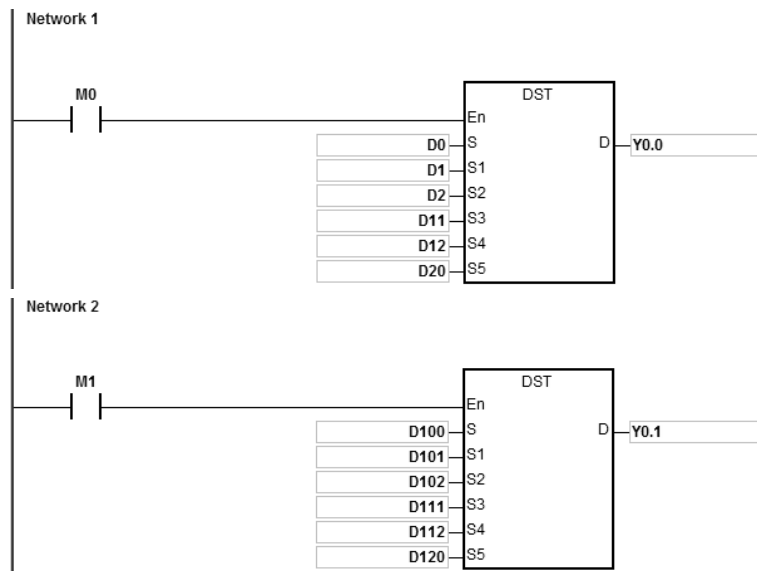 Network 1
M0
DST
En
D0 S D Y0.0
D1 S1
D2 S2
D11 S3
D12 S4
D20 S5
Network 2
M1
DST
En
D100 S D Y0.1
D101 S1
D102 S2
D111 S3
D112 S4
D120 S5